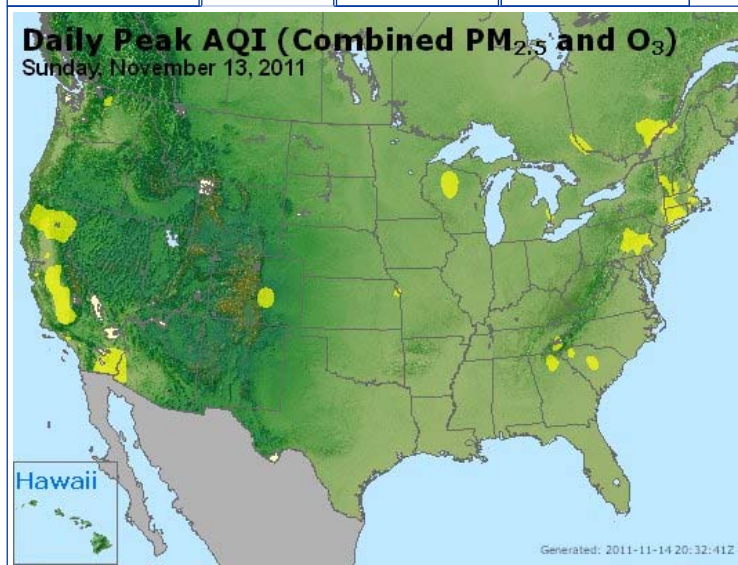 Daily Peak AQI (Combined PM2.5 and O3)
Sunday, November 13, 2011
Hawaii
Generated: 2011-11-14 20:32:41Z